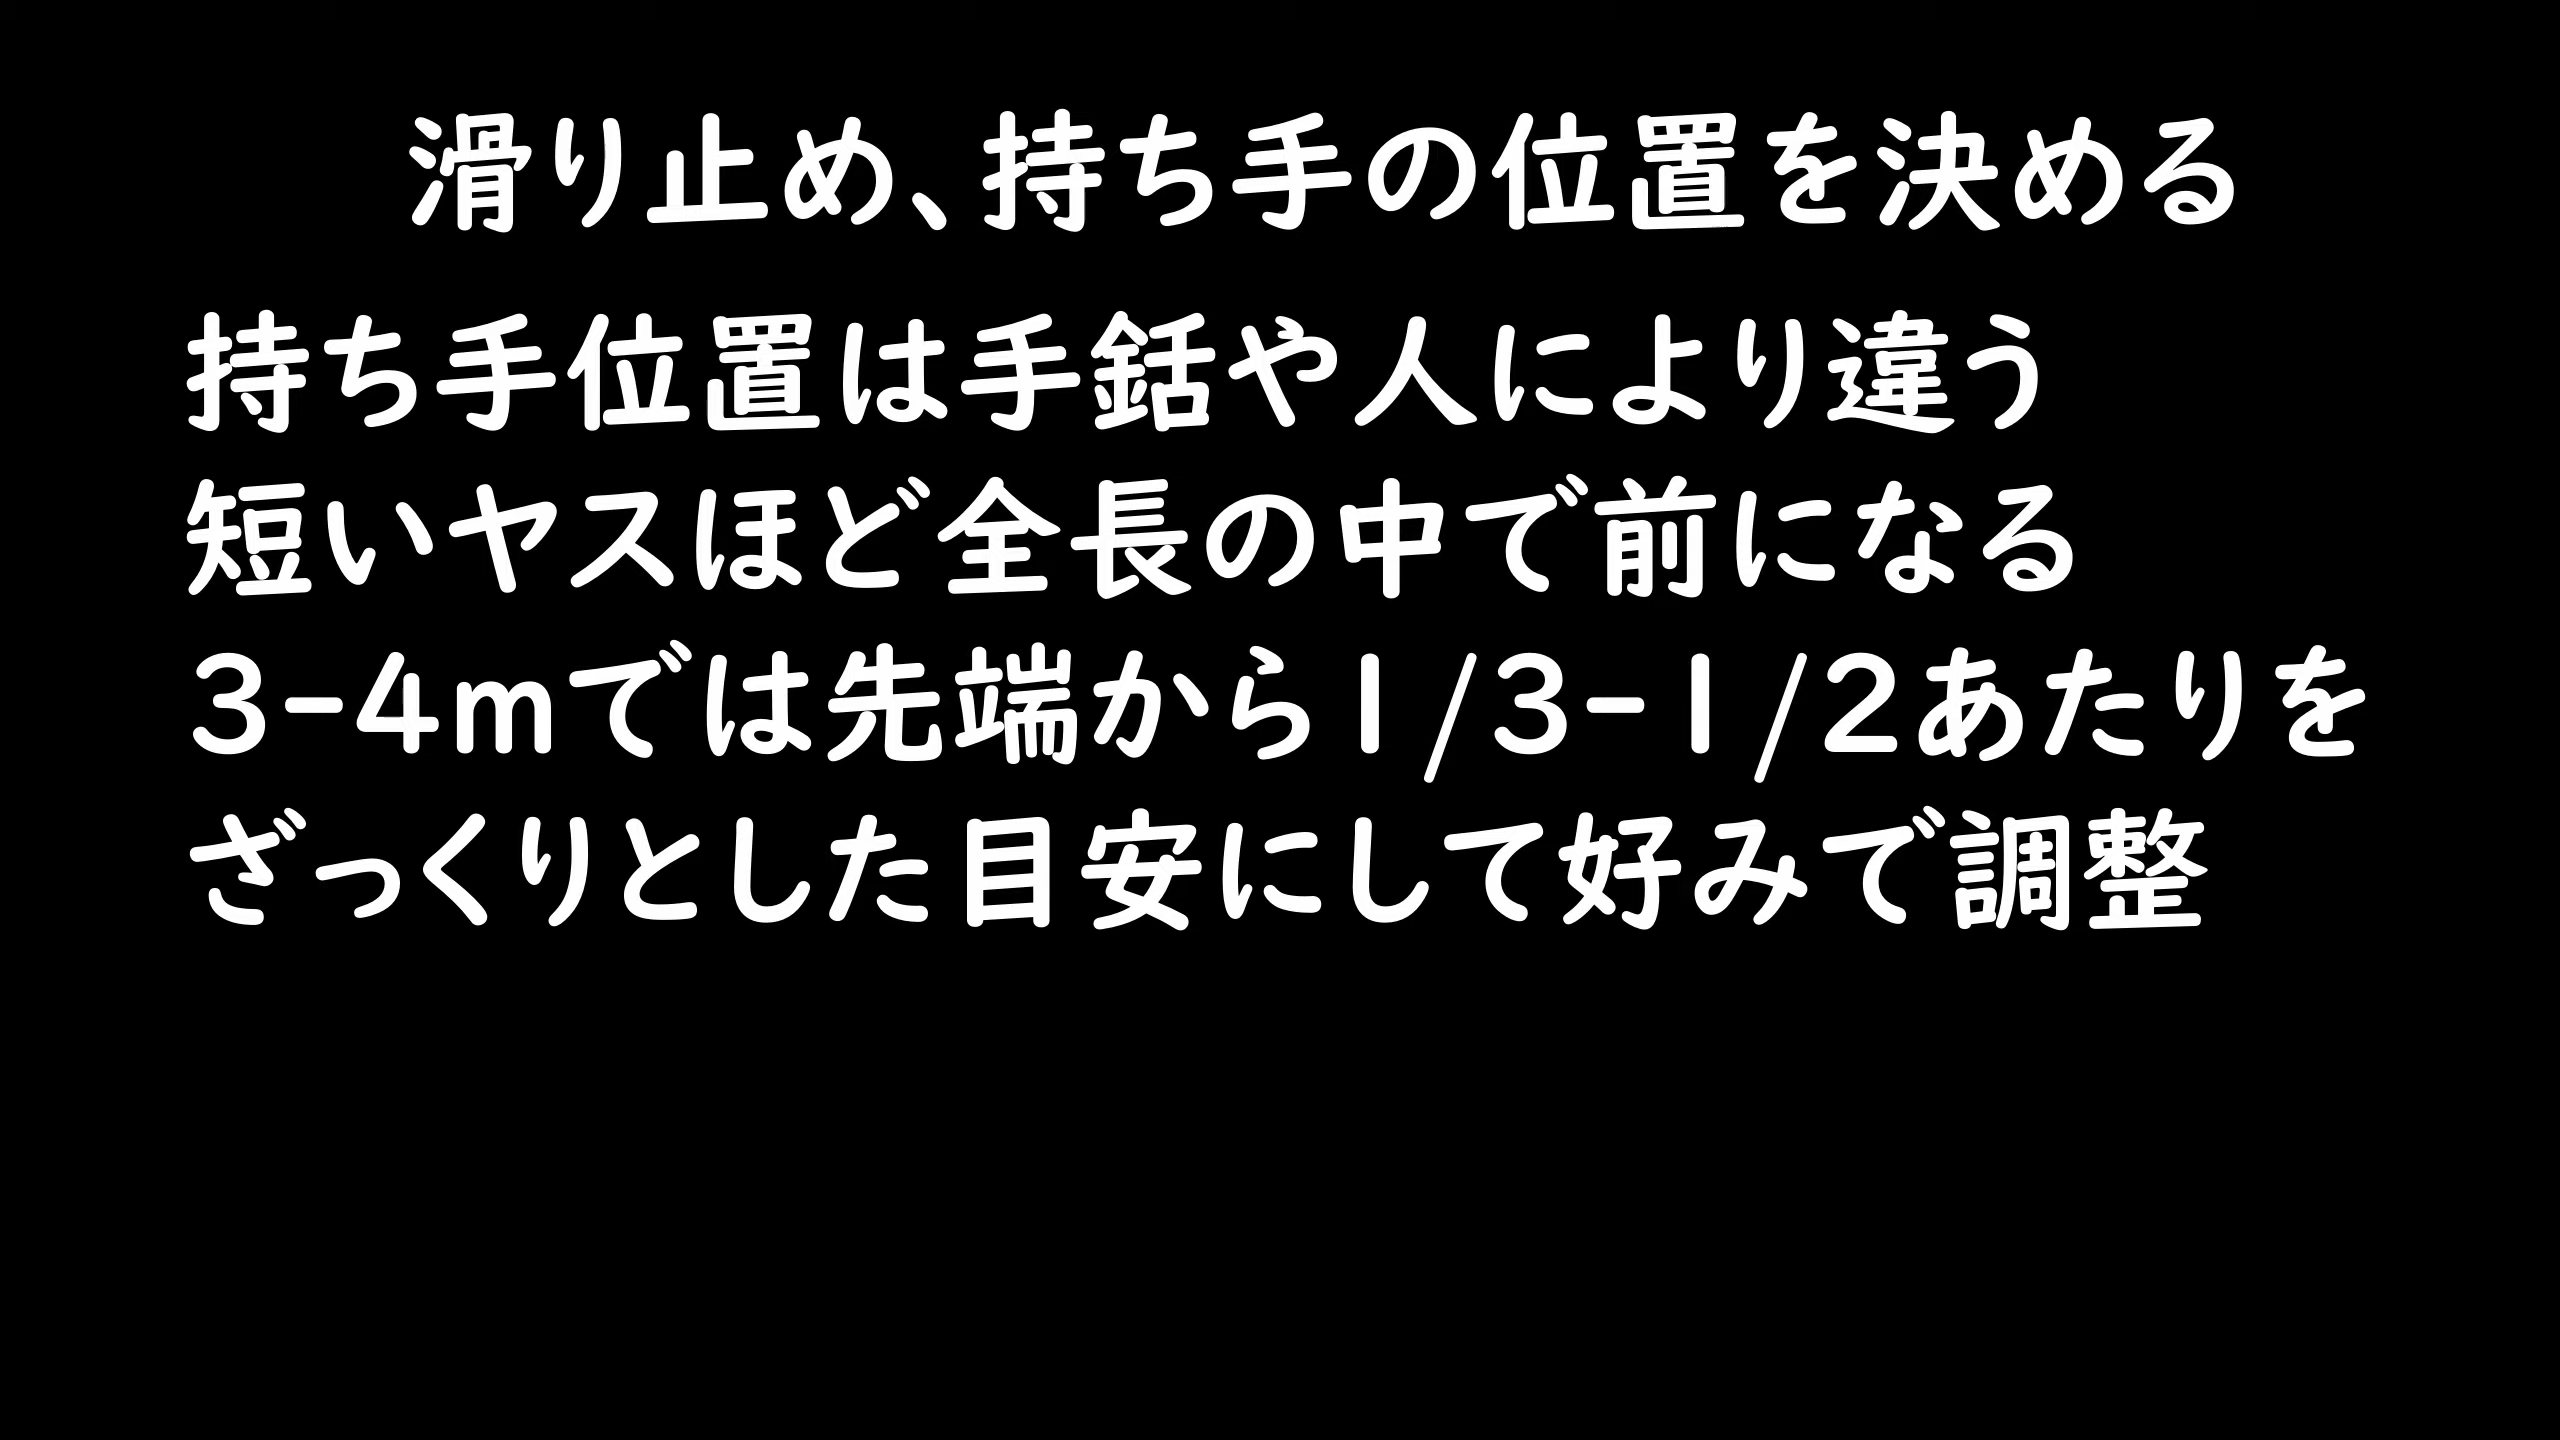 滑り止め、持ち手の位置を決める
持ち手位置は手銛や人により違う
短いヤスほど全長の中で前になる
3-4mでは先端から1/3-1/2あたりを
ざっくりとした目安にして好みで調整